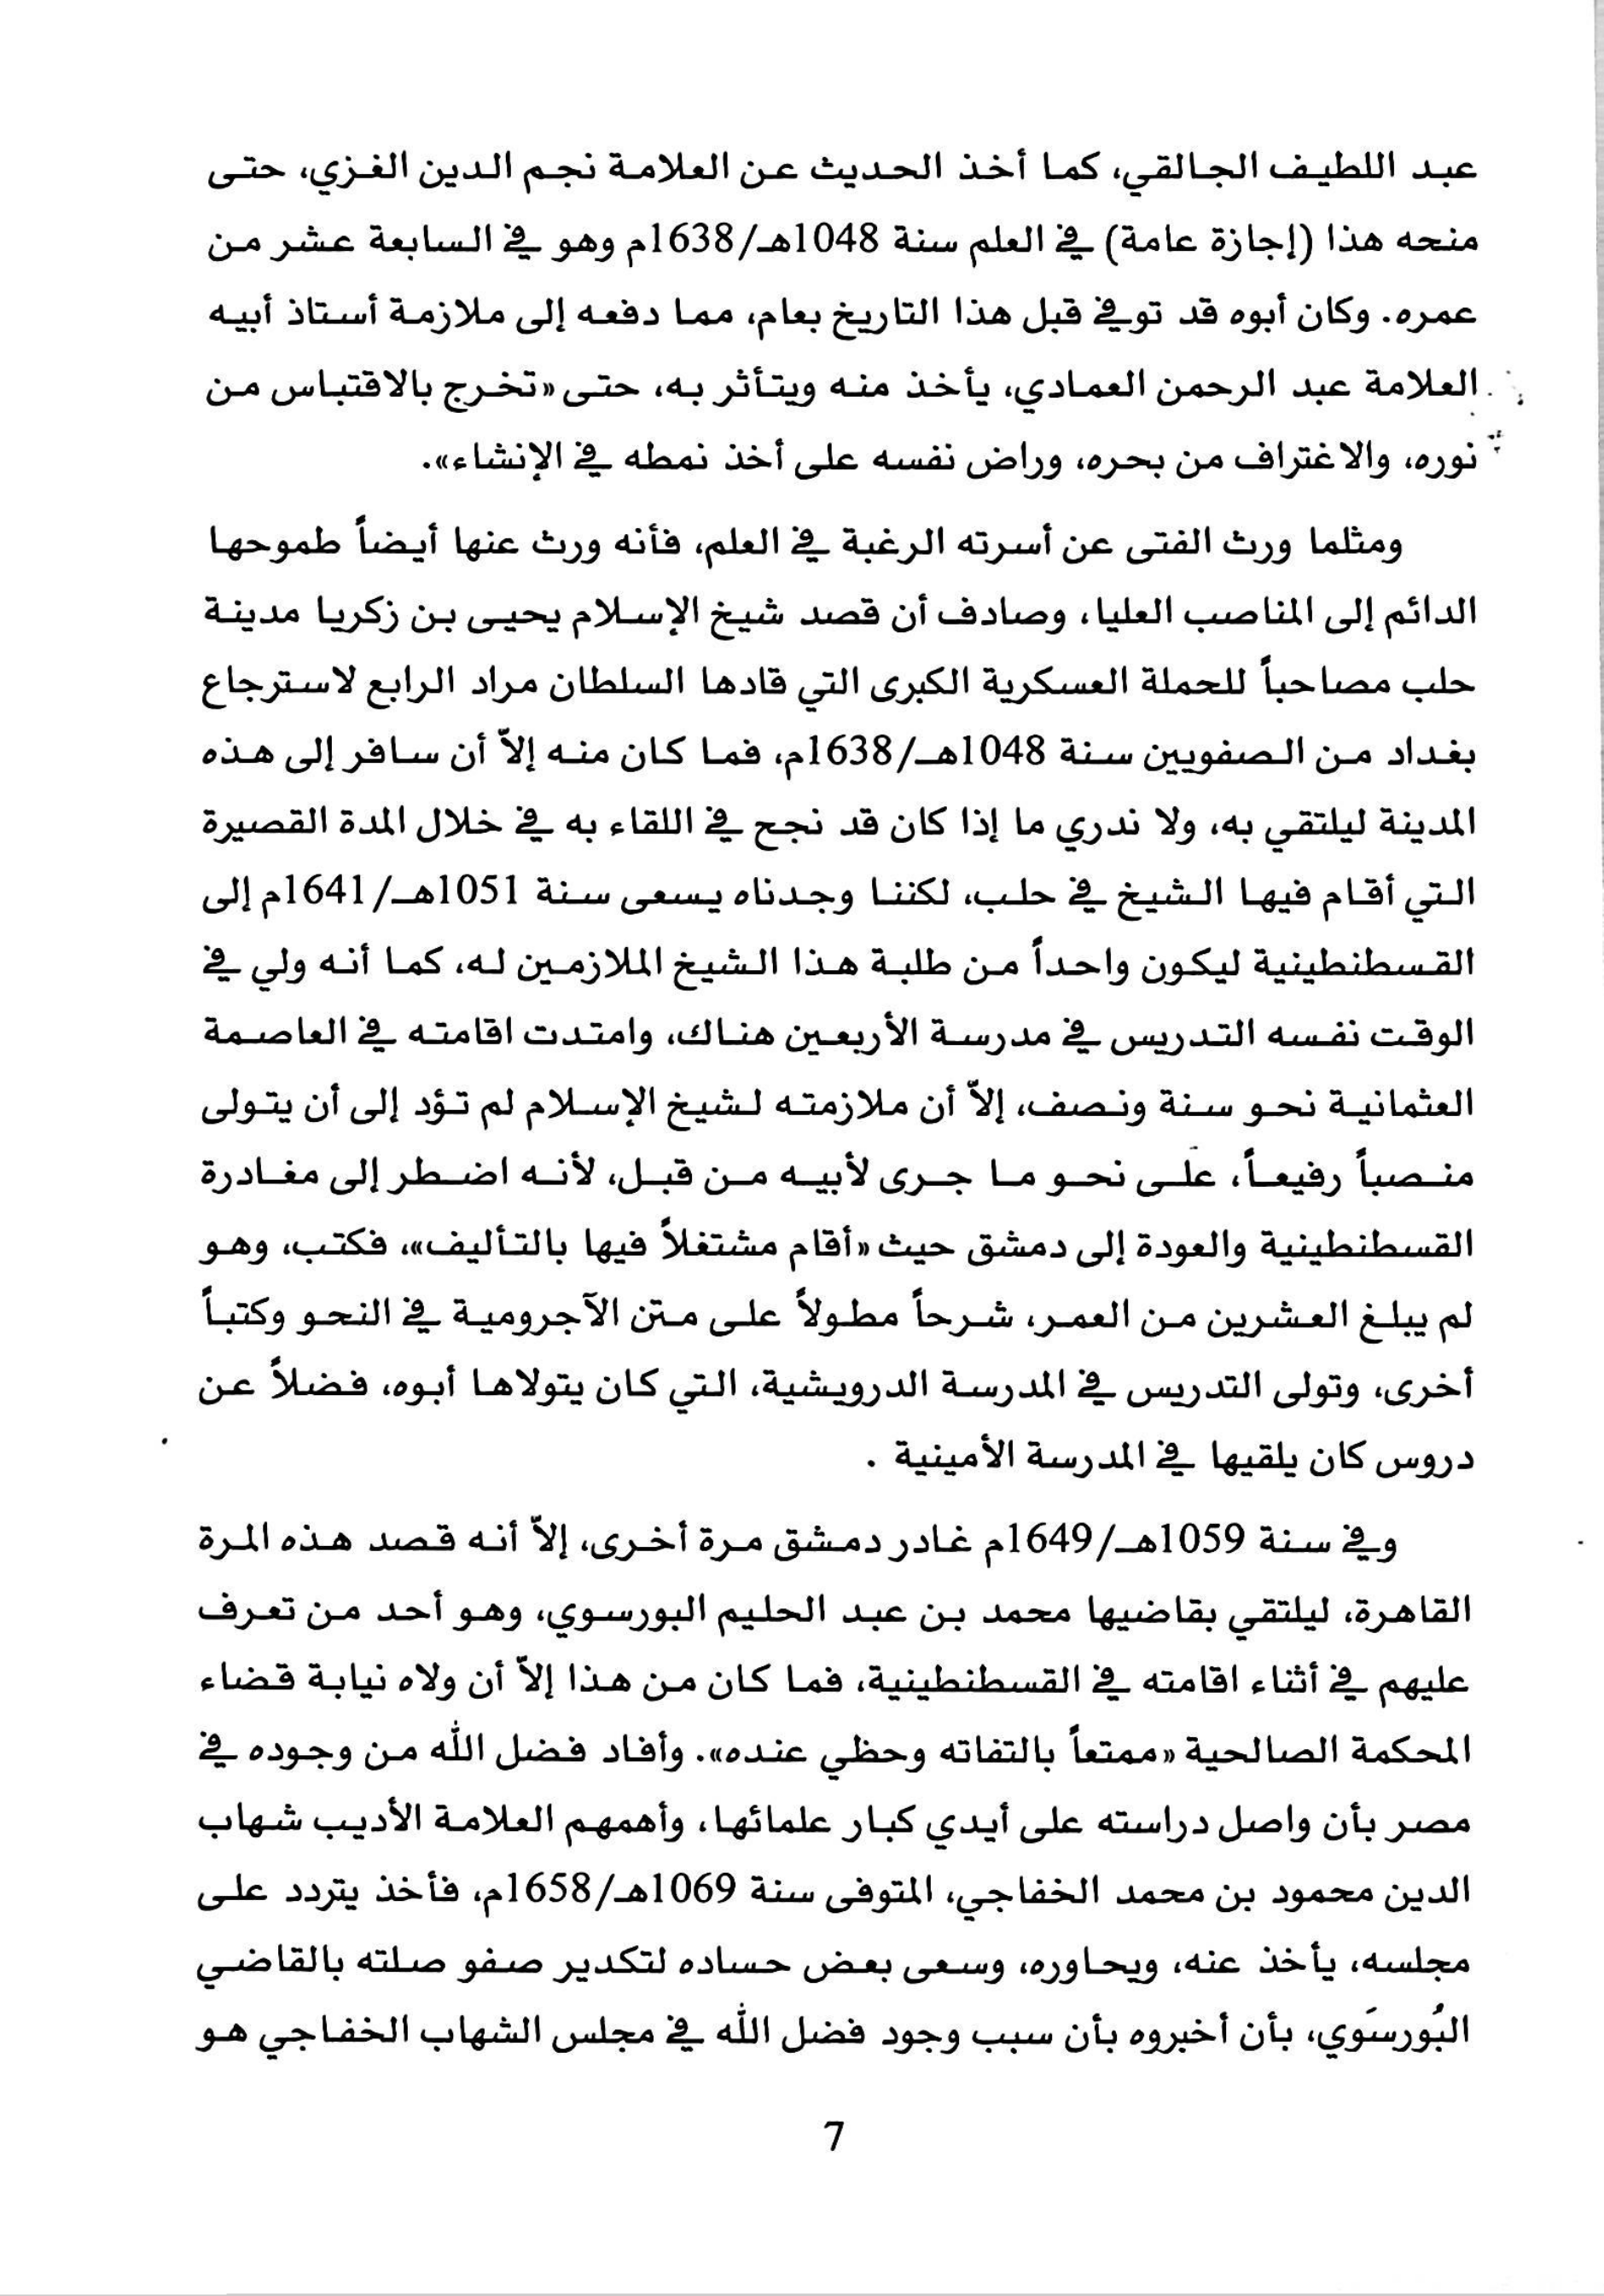 عبد اللطيف الجالقي، كما أخذ الحديث عن العلامة نجم الدين الغزي، حتى
منحه هذا (إجازة عامة) في العلم سنة 1048هـ/1638م وهو في السابعة عشر من
عمره. وكان أبوه قد توفي قبل هذا التاريخ بعام، مما دفعه إلى ملازمة أستاذ أبيه
العلامة عبد الرحمن العمادي، يأخذ منه ويتأثر به، حتى «تخرج بالاقتباس من
نوره، والاغتراف من بحره، وراض نفسه على أخذ نمطه في الإنشاء».
ومثلما ورث الفتى عن أسرته الرغبة في العلم، فأنه ورث عنها أيضاً طموحها
الدائم إلى المناصب العليا، وصادف أن قصد شيخ الإسلام يحيى بن زكريا مدينة
حلب مصاحباً للحملة العسكرية الكبرى التي قادها السلطان مراد الرابع لاسترجاع
بغداد من الصفويين سنة 1048هـ/1638م، فما كان منه إلاّ أن سافر إلى هذه
المدينة ليلتقي به، ولا ندري ما إذا كان قد نجح في اللقاء به في خلال المدة القصيرة
التي أقام فيها الشيخ في حلب، لكننا وجدناه يسعى سنة 1051هـ/1641م إلى
القسطنطينية ليكون واحداً من طلبة هذا الشيخ الملازمين له، كما أنه ولي في
الوقت نفسه التدريس في مدرسة الأربعين هناك، وامتدت اقامته في العاصمة
العثمانية نحو سنة ونصف، إلاّ أن ملازمته لشيخ الإسلام لم تؤد إلى أن يتولى
منصباً رفيعاً، على نحو ما جرى لأبيه من قبل، لأنه اضطر إلى مغادرة
القسطنطينية والعودة إلى دمشق حيث «أقام مشتغلاً فيها بالتأليف»، فكتب، وهو
لم يبلغ العشرين من العمر، شرحاً مطولاً على متن الآجرومية في النحو وكتباً
أخرى، وتولى التدريس في المدرسة الدرويشية، التي كان يتولاها أبوه، فضلاً عن
دروس كان يلقيها في المدرسة الأمينية .
وفي سنة 1059هـ/1649م غادر دمشق مرة أخرى، إلاّ أنه قصد هذه المرة
القاهرة، ليلتقي بقاضيها محمد بن عبد الحليم البورسوي، وهو أحد من تعرف
عليهم في أثناء اقامته في القسطنطينية، فما كان من هذا إلاّ أن ولاه نيابة قضاء
المحكمة الصالحية «ممتعاً بالتفاته وحظي عنده». وأفاد فضل الله من وجوده في
مصر بأن واصل دراسته على أيدي كبار علمائها، وأهمهم العلامة الأديب شهاب
الدين محمود بن محمد الخفاجي، المتوفى سنة 1069هـ/1658م، فأخذ يتردد على
مجلسه، يأخذ عنه، ويحاوره، وسعى بعض حساده لتكدير صفو صلته بالقاضي
البُورسَوي، بأن أخبروه بأن سبب وجود فضل الله في مجلس الشهاب الخفاجي هو
7